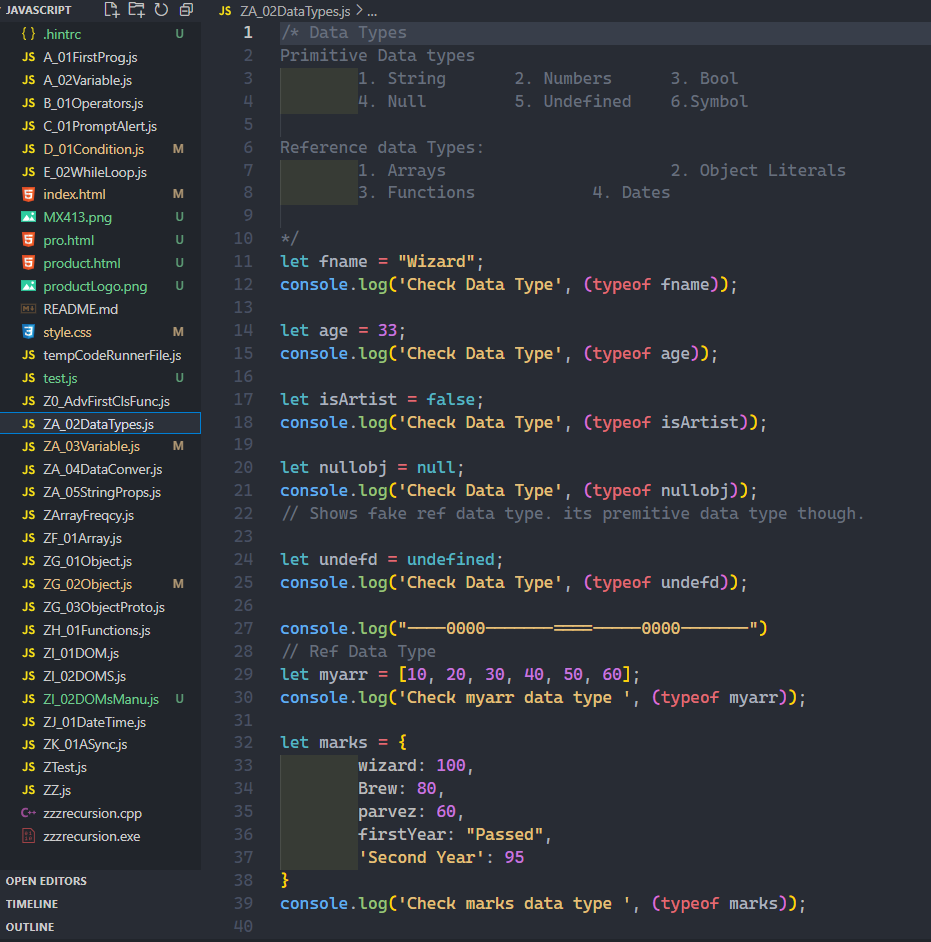 JAVASCRIPT
{} .hintrc U
JS A_01FirstProg.js
JS A_02Variable.js
JS B_01Operators.js
JS C_01PromptAlert.js
JS D_01Condition.js M
JS E_02WhileLoop.js
index.html M
MX413.png U
pro.html U
product.html U
productLogo.png U
README.md
style.css M
JS tempCodeRunnerFile.js
JS test.js U
JS Z0_AdvFirstClsFunc.js
JS ZA_02DataTypes.js
JS ZA_03Variable.js M
JS ZA_04DataConver.js
JS ZA_05StringProps.js
JS ZArrayFreqcy.js
JS ZF_01Array.js
JS ZG_01Object.js
JS ZG_02Object.js M
JS ZG_03ObjectProto.js
JS ZH_01Functions.js
JS ZI_01DOM.js
JS ZI_02DOMS.js
JS ZI_02DOMsManu.js U
JS ZJ_01DateTime.js
JS ZK_01ASync.js
JS ZTest.js
JS ZZ.js
C++ zzzrecursion.cpp
zzzrecursion.exe
OPEN EDITORS
TIMELINE
OUTLINE
JS ZA_02DataTypes.js > ...
1 /* Data Types
2 Primitive Data types
3 1. String 2. Numbers 3. Bool
4 4. Null 5. Undefined 6.Symbol
5
6 Reference data Types:
7 1. Arrays 2. Object Literals
8 3. Functions 4. Dates
9
10 */
11 let fname = "Wizard";
12 console.log('Check Data Type', (typeof fname));
13
14 let age = 33;
15 console.log('Check Data Type', (typeof age));
16
17 let isArtist = false;
18 console.log('Check Data Type', (typeof isArtist));
19
20 let nullobj = null;
21 console.log('Check Data Type', (typeof nullobj));
22 // Shows fake ref data type. its premitive data type though.
23
24 let undefd = undefined;
25 console.log('Check Data Type', (typeof undefd));
26
27 console.log("----0000-------====-----0000-------")
28 // Ref Data Type
29 let myarr = [10, 20, 30, 40, 50, 60];
30 console.log('Check myarr data type ', (typeof myarr));
31
32 let marks = {
33 wizard: 100,
34 Brew: 80,
35 parvez: 60,
36 firstYear: "Passed",
37 'Second Year': 95
38 }
39 console.log('Check marks data type ', (typeof marks));
40